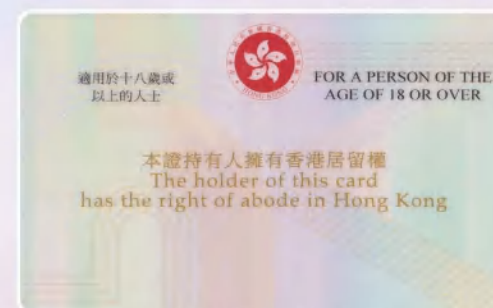 適用於十八歲或
以上的人士
FOR A PERSON OF THE
AGE OF 18 OR OVER
HONG KONG
本證持有人擁有香港居留權
The holder of this card
has the right of abode in Hong Kong